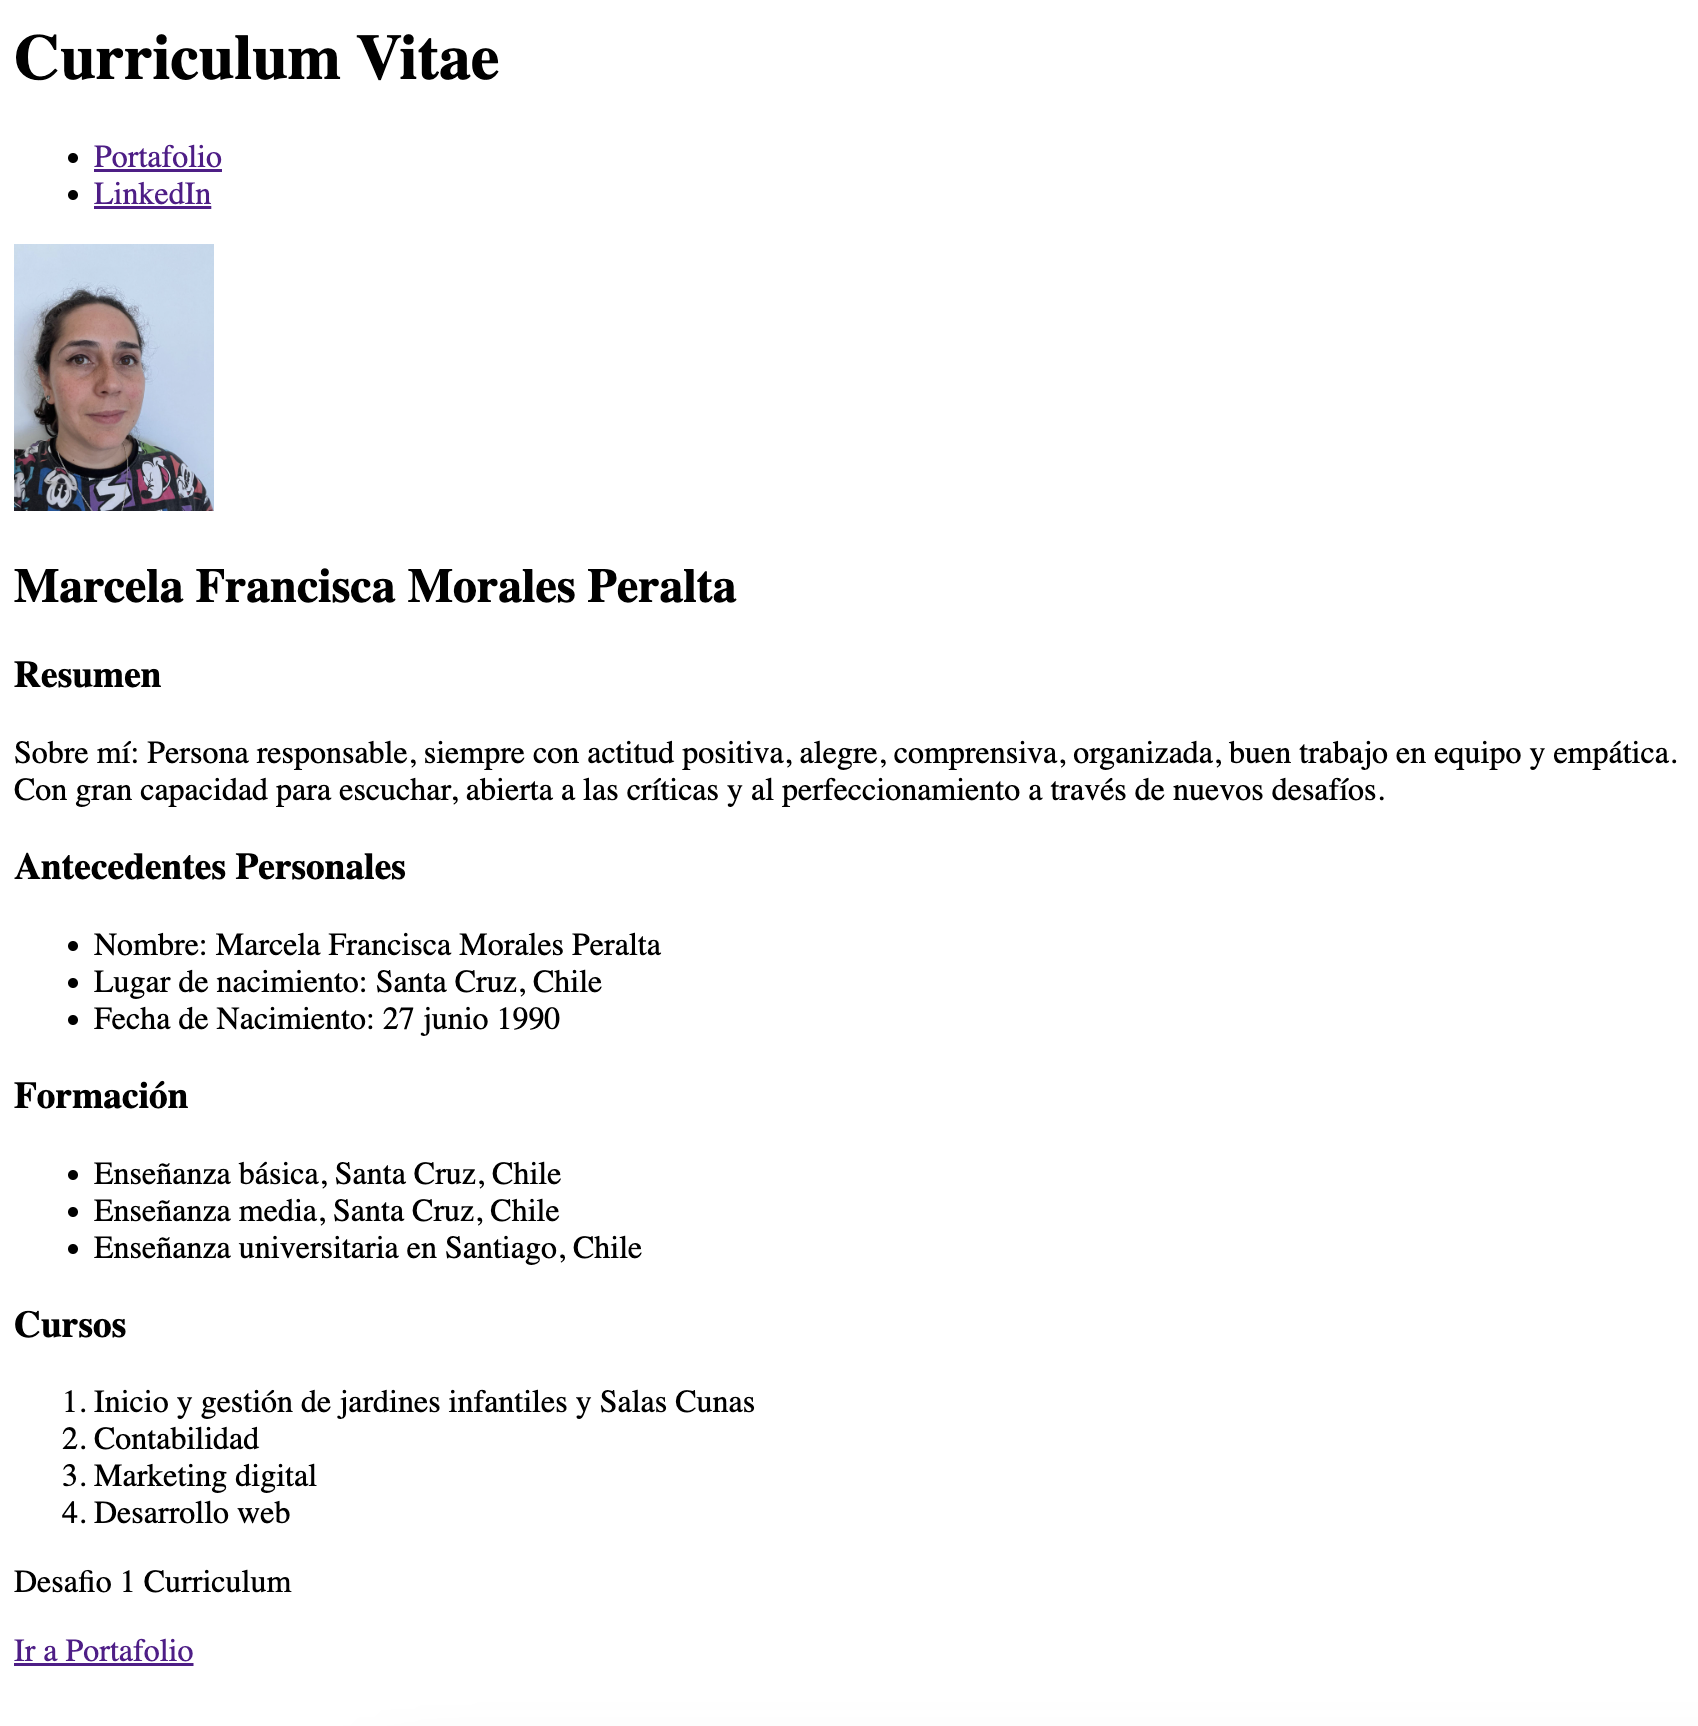 Curriculum Vitae
Portafolio
LinkedIn
Marcela Francisca Morales Peralta
Resumen
Sobre mí: Persona responsable, siempre con actitud positiva, alegre, comprensiva, organizada, buen trabajo en equipo y empática.
Con gran capacidad para escuchar, abierta a las críticas y al perfeccionamiento a través de nuevos desafíos.
Antecedentes Personales
Nombre: Marcela Francisca Morales Peralta
Lugar de nacimiento: Santa Cruz, Chile
Fecha de Nacimiento: 27 junio 1990
Formación
Enseñanza básica, Santa Cruz, Chile
Enseñanza media, Santa Cruz, Chile
Enseñanza universitaria en Santiago, Chile
Cursos
1. Inicio y gestión de jardines infantiles y Salas Cunas
2. Contabilidad
3. Marketing digital
4. Desarrollo web
Desafio 1 Curriculum
Ir a Portafolio